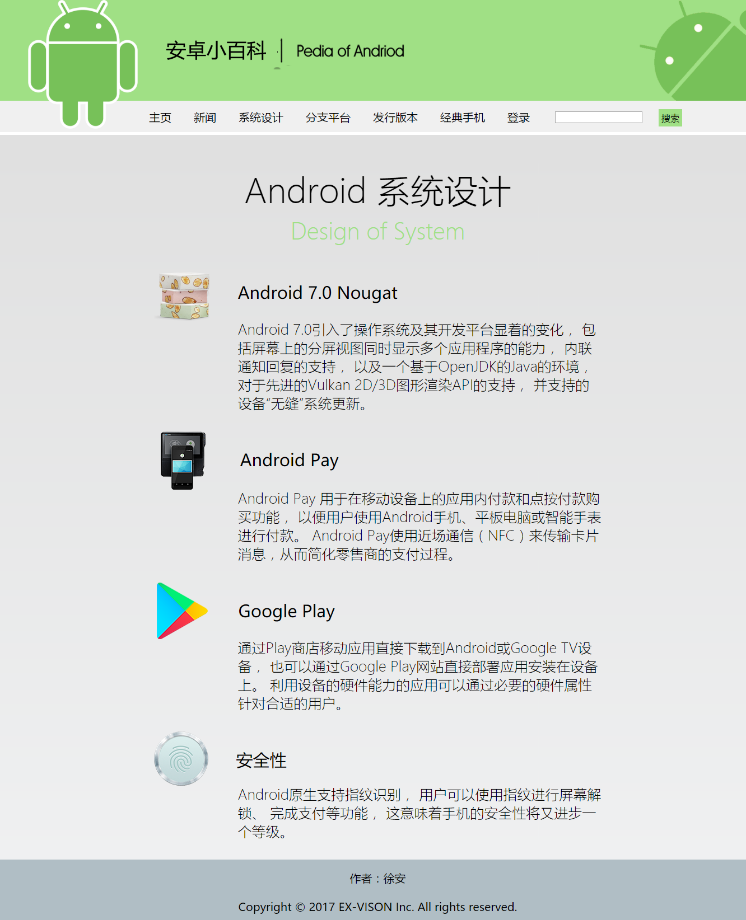 安卓小百科 | Pedia of Andriod
主页 新闻 系统设计 分支平台 发行版本 经典手机 登录 搜索
Android 系统设计
Design of System
Android 7.0 Nougat
Android 7.0引入了操作系统及其开发平台显着的变化， 包
括屏幕上的分屏视图同时显示多个应用程序的能力， 内联
通知回复的支持， 以及一个基于OpenJDK的Java的环境，
对于先进的Vulkan 2D/3D图形渲染API的支持， 并支持的
设备“无缝”系统更新。
Android Pay
Android Pay 用于在移动设备上的应用内付款和点按付款购
买功能， 以便用户使用Android手机、平板电脑或智能手表
进行付款。 Android Pay使用近场通信（NFC）来传输卡片
消息，从而简化零售商的支付过程。
Google Play
通过Play商店移动应用直接下载到Android或Google TV设
备， 也可以通过Google Play网站直接部署应用安装在设备
上。 利用设备的硬件能力的应用可以通过必要的硬件属性
针对合适的用户。
安全性
Android原生支持指纹识别， 用户可以使用指纹进行屏幕解
锁、 完成支付等功能， 这意味着手机的安全性将又进步一
个等级。
作者：徐安
Copyright © 2017 EX-VISON Inc. All rights reserved.